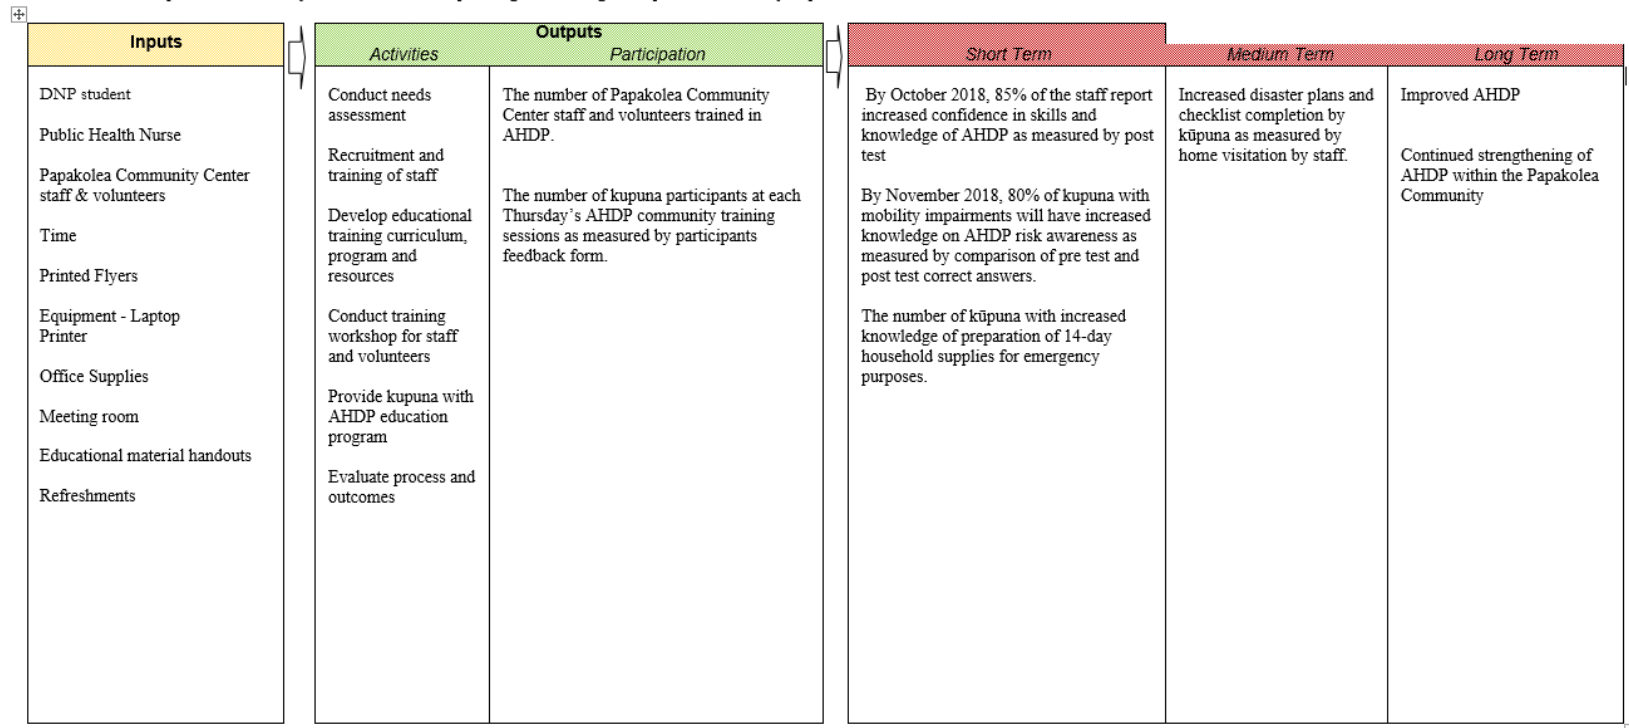 Inputs
DNP student
Public Health Nurse
Papakolea Community Center
staff & volunteers
Time
Printed Flyers
Equipment - Laptop
Printer
Office Supplies
Meeting room
Educational material handouts
Refreshments
Outputs
Activities
Participation
Conduct needs
assessment
Recruitment and
training of staff
Develop educational
training curriculum,
program and
resources
Conduct training
workshop for staff
and volunteers
Provide kupuna with
AHDP education
program
Evaluate process and
outcomes
The number of Papakolea Community
Center staff and volunteers trained in
AHDP.
The number of kupuna participants at each
Thursday’s AHDP community training
sessions as measured by participants
feedback form.
Short Term
By October 2018, 85% of the staff report
increased confidence in skills and
knowledge of AHDP as measured by post
test
By November 2018, 80% of kupuna with
mobility impairments will have increased
knowledge on AHDP risk awareness as
measured by comparison of pre test and
post test correct answers.
The number of kūpuna with increased
knowledge of preparation of 14-day
household supplies for emergency
purposes.
Medium Term
Increased disaster plans and
checklist completion by
kūpuna as measured by
home visitation by staff.
Long Term
Improved AHDP
Continued strengthening of
AHDP within the Papakolea
Community